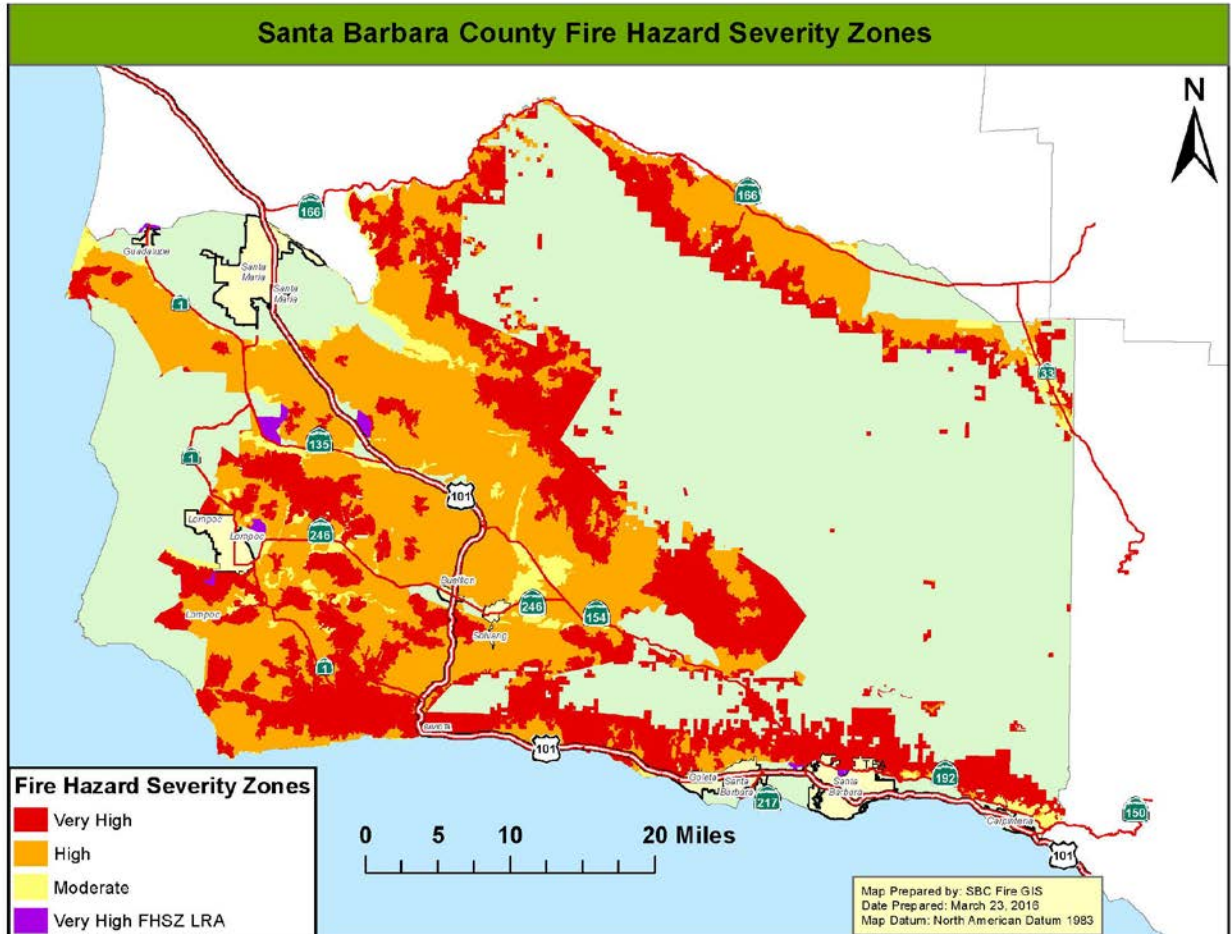 Santa Barbara County Fire Hazard Severity Zones
N
166
166
Guadalupe
Santa
Maria
Santa
Maria
1
33
135
1
101
Lompoc
Lompoc
246
Buellton
246
154
Solvang
Lompoc
1
GAVIOTA
101
Goleta
Santa
Barbara
217
Santa
Barbara
192
Carpinteria
150
101
Fire Hazard Severity Zones
Very High
High
Moderate
Very High FHSZ LRA
0 5 10 20 Miles
Map Prepared by: SBC Fire GIS
Date Prepared: March 23, 2016
Map Datum: North American Datum 1983